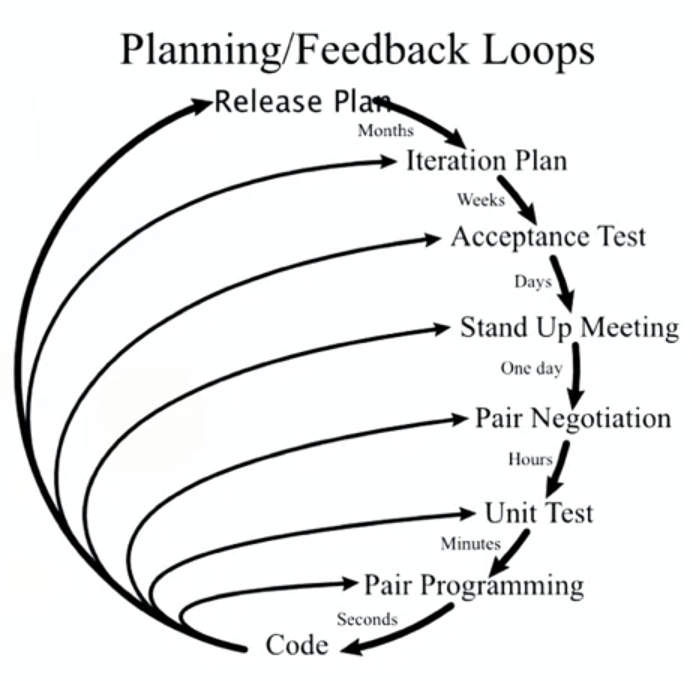 Planning/Feedback Loops
Release Plan
Months
Iteration Plan
Weeks
Acceptance Test
Days
Stand Up Meeting
One day
Pair Negotiation
Hours
Unit Test
Minutes
Pair Programming
Seconds
Code